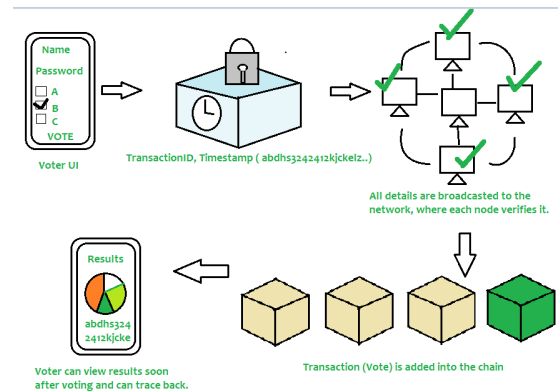 Name
Password
A
B
C
VOTE
Voter UI
TransactionID, Timestamp ( abdhs3242412kjckelz..)
All details are broadcasted to the
network, where each node verifies it.
Results
abdhs324
2412kjcke
Voter can view results soon
after voting and can trace back.
Transaction (Vote) is added into the chain